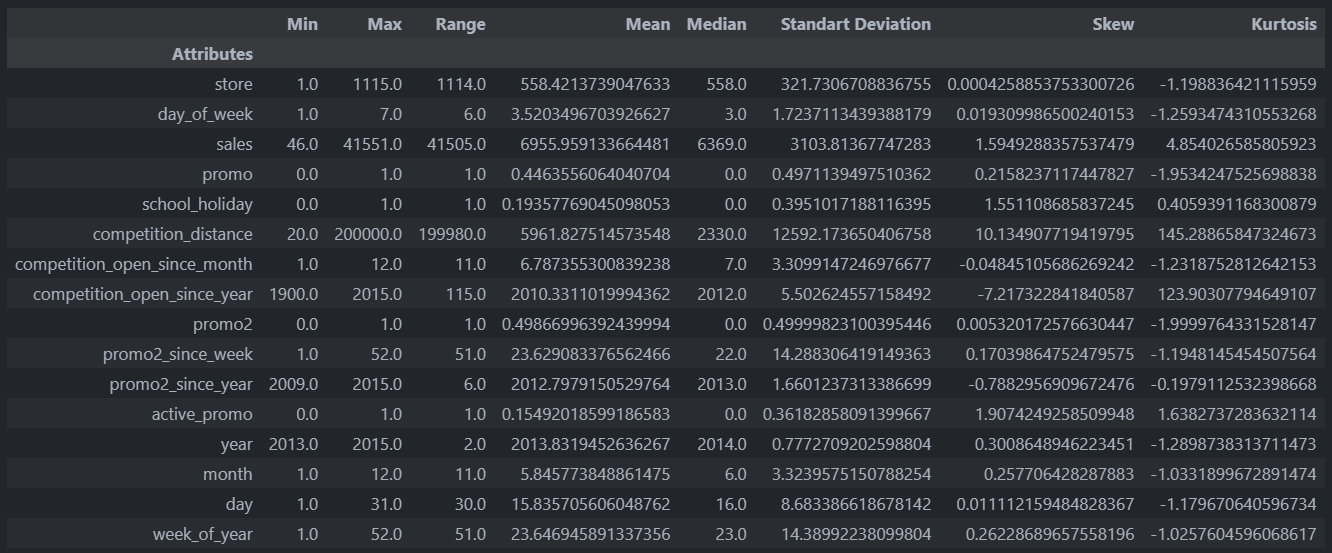 Min Max Range Mean Median Standart Deviation Skew Kurtosis
Attributes
store 1.0 1115.0 1114.0 558.4213739047633 558.0 321.7306708836755 0.0004258853753300726 -1.198836421115959
day_of_week 1.0 7.0 6.0 3.5203496703926627 3.0 1.7237113439388179 0.019309986500240153 -1.2593474310553268
sales 46.0 41551.0 41505.0 6955.959133664481 6369.0 3103.81367747283 1.5949288357537479 4.854026585805923
promo 0.0 1.0 1.0 0.4463556064040704 0.0 0.4971139497510362 0.2158237117447827 -1.9534247525698838
school_holiday 0.0 1.0 1.0 0.19357769045098053 0.0 0.3951017188116395 1.551108685837245 0.4059391168300879
competition_distance 20.0 200000.0 199980.0 5961.827514573548 2330.0 12592.173650406758 10.134907719419795 145.28865847324673
competition_open_since_month 1.0 12.0 11.0 6.787355300839238 7.0 3.3099147246976677 -0.04845105686269242 -1.2318752812642153
competition_open_since_year 1900.0 2015.0 115.0 2010.3311019994362 2012.0 5.502624557158492 -7.217322841840587 123.90307794649107
promo2 0.0 1.0 1.0 0.49866996392439994 0.0 0.49999823100395446 0.005320172576630447 -1.9999764331528147
promo2_since_week 1.0 52.0 51.0 23.629083376562466 22.0 14.288306419149363 0.17039864752479575 -1.1948145454507564
promo2_since_year 2009.0 2015.0 6.0 2012.7979150529764 2013.0 1.6601237313386699 -0.7882956909672476 -0.1979112532398668
active_promo 0.0 1.0 1.0 0.15492018599186583 0.0 0.36182858091399667 1.9074249258509948 1.6382737283632114
year 2013.0 2015.0 2.0 2013.8319452636267 2014.0 0.7772709202598804 0.3008648946223451 -1.2898738313711473
month 1.0 12.0 11.0 5.845773848861475 6.0 3.3239575150788254 0.257706428287883 -1.0331899672891474
day 1.0 31.0 30.0 15.835705606048762 16.0 8.683386618678142 0.011112159484828367 -1.179670640596734
week_of_year 1.0 52.0 51.0 23.646945891337356 23.0 14.38992238099804 0.26228689657558196 -1.0257604596068617